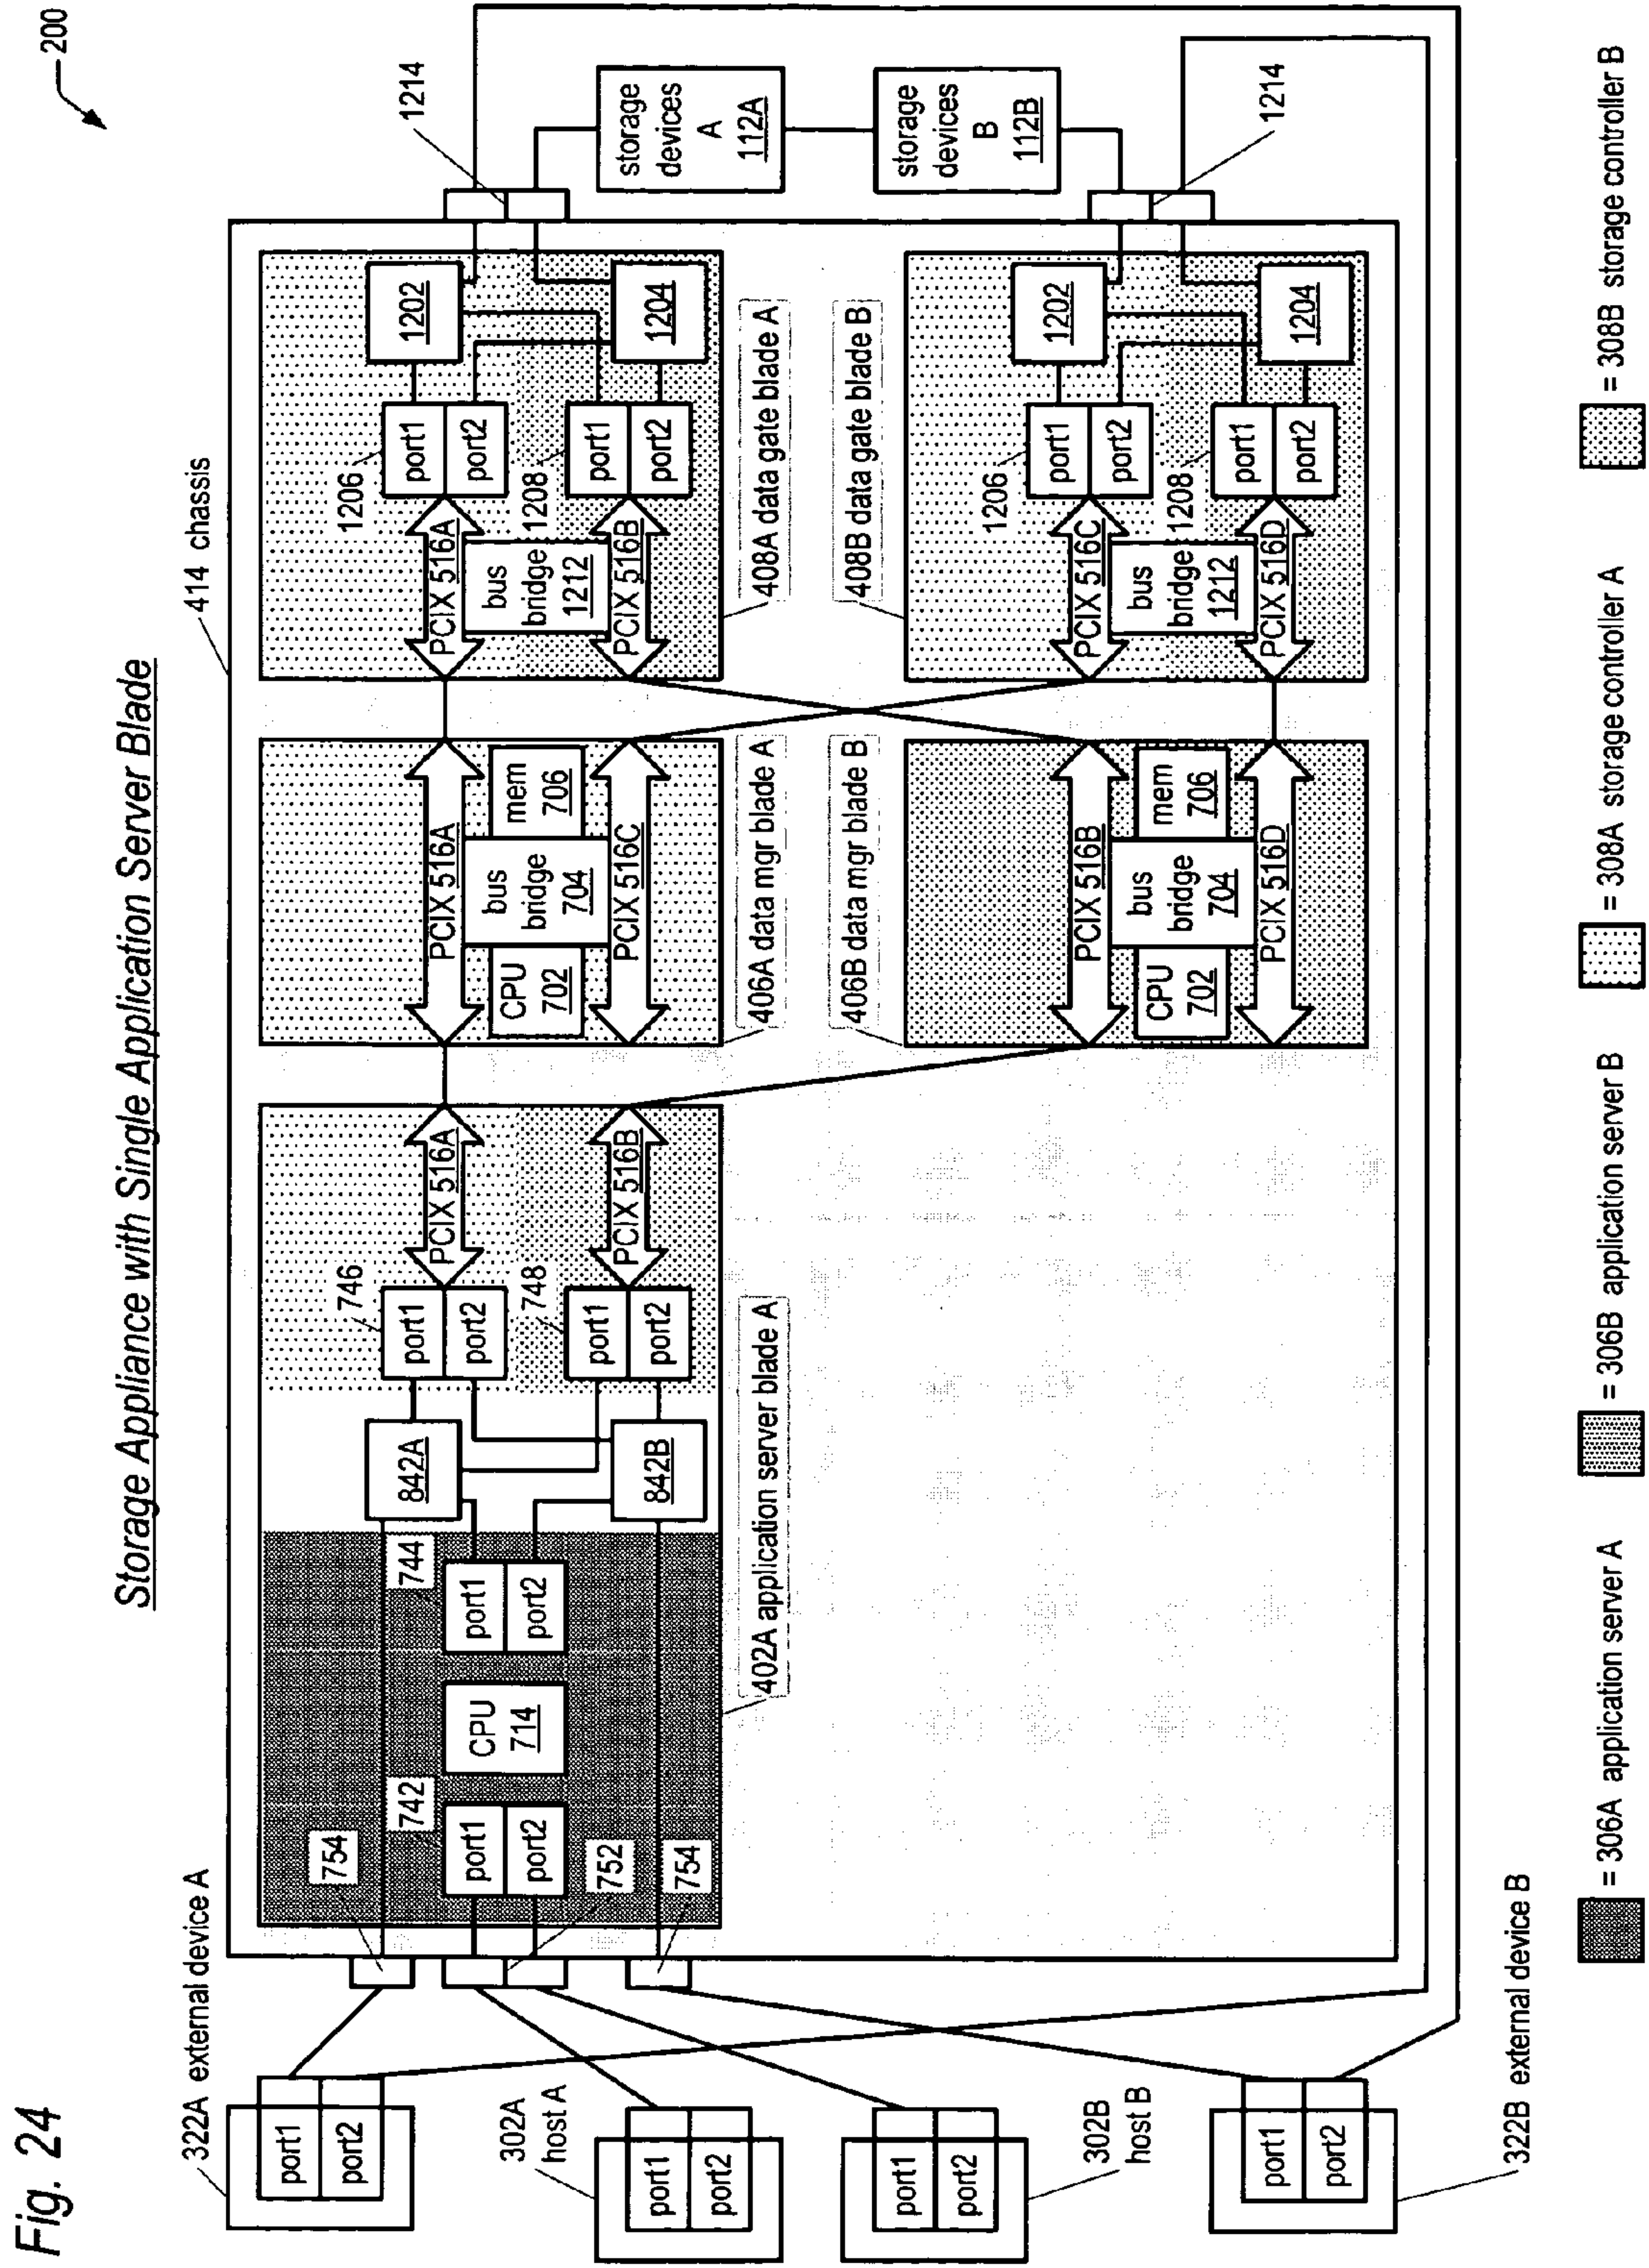 Fig. 24
Storage Appliance with Single Application Server Blade
200
322A external device A
port1
port2
302A
host A
port1
port2
302B
host B
port1
port2
322B external device B
port1
port2
414 chassis
754
742
port1
port2
752
754
CPU
714
744
port1
port2
842A
842B
746
port1
port2
748
port1
port2
PCIX 516A
PCIX 516B
402A application server blade A
PCIX 516A
CPU
702
bus
bridge
704
mem
706
PCIX 516C
406A data mgr blade A
406B data mgr blade B
PCIX 516B
CPU
702
bus
bridge
704
mem
706
PCIX 516D
PCIX 516A
bus
bridge
1212
PCIX 516B
1206
port1
port2
1208
port1
port2
1202
1204
408A data gate blade A
408B data gate blade B
PCIX 516C
bus
bridge
1212
PCIX 516D
1206
port1
port2
1208
port1
port2
1202
1204
1214
storage
devices
A
112A
storage
devices
B
112B
1214
= 306A application server A
= 306B application server B
= 308A storage controller A
= 308B storage controller B